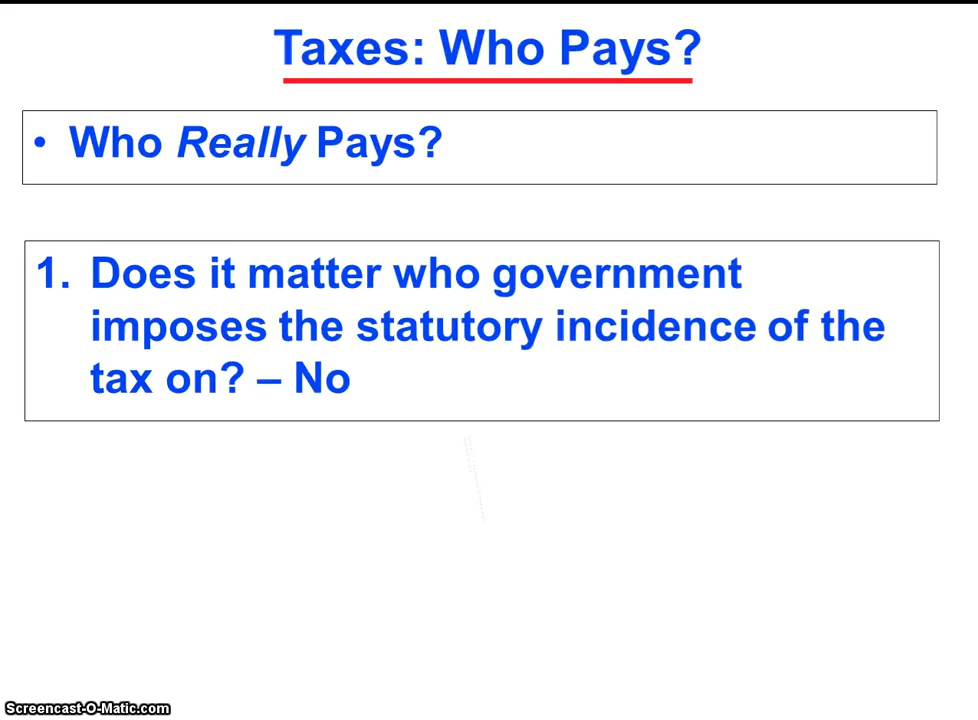 Taxes: Who Pays?
• Who Really Pays?
1. Does it matter who government
imposes the statutory incidence of the
tax on? – No
Screencast-O-Matic.com